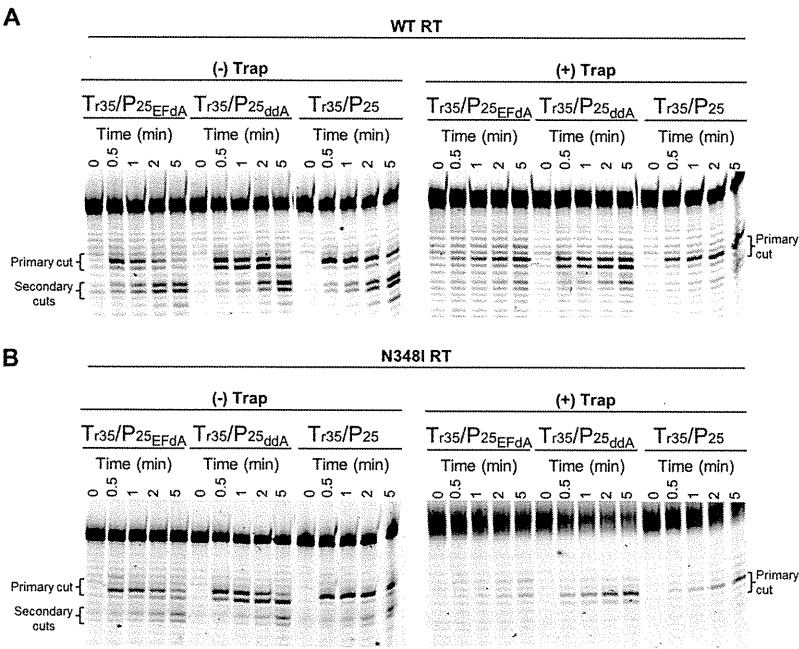 A
WT RT
(-) Trap
(+) Trap
Tr35/P25EFdA Tr35/P25ddA Tr35/P25
Tr35/P25EFdA Tr35/P25ddA Tr35/P25
Time (min) Time (min) Time (min)
Time (min) Time (min) Time (min)
0 0.5 1 2 5 0 0.5 1 2 5 0 0.5 1 2 5
0 0.5 1 2 5 0 0.5 1 2 5 0 0.5 1 2 5
Primary cut
Secondary
cuts
Primary
cut
B
N348I RT
(-) Trap
(+) Trap
Tr35/P25EFdA Tr35/P25ddA Tr35/P25
Tr35/P25EFdA Tr35/P25ddA Tr35/P25
Time (min) Time (min) Time (min)
Time (min) Time (min) Time (min)
0 0.5 1 2 5 0 0.5 1 2 5 0 0.5 1 2 5
0 0.5 1 2 5 0 0.5 1 2 5 0 0.5 1 2 5
Primary cut
Secondary
cuts
Primary
cut